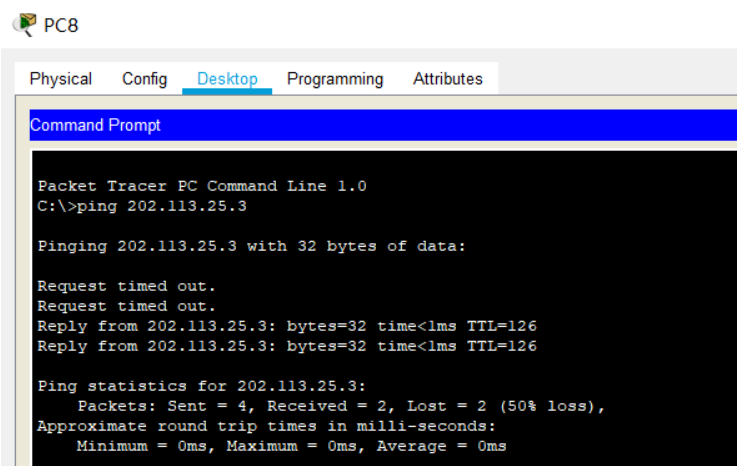 PC8
Physical Config Desktop Programming Attributes
Command Prompt
Packet Tracer PC Command Line 1.0
C:\>ping 202.113.25.3
Pinging 202.113.25.3 with 32 bytes of data:
Request timed out.
Request timed out.
Reply from 202.113.25.3: bytes=32 time<1ms TTL=126
Reply from 202.113.25.3: bytes=32 time<1ms TTL=126
Ping statistics for 202.113.25.3:
Packets: Sent = 4, Received = 2, Lost = 2 (50% loss),
Approximate round trip times in milli-seconds:
Minimum = 0ms, Maximum = 0ms, Average = 0ms